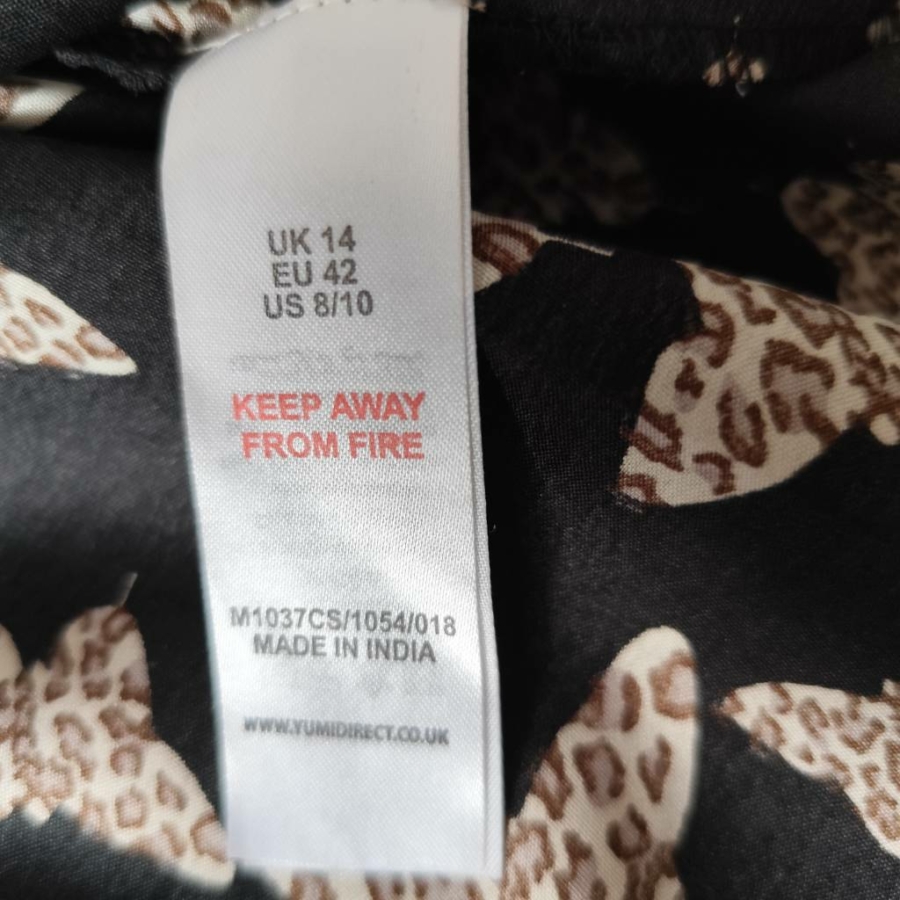 UK 14
EU 42
US 8/10
KEEP AWAY
FROM FIRE
M1037CS/1054/018
MADE IN INDIA
WWW.YUMIDIRECT.CO.UK